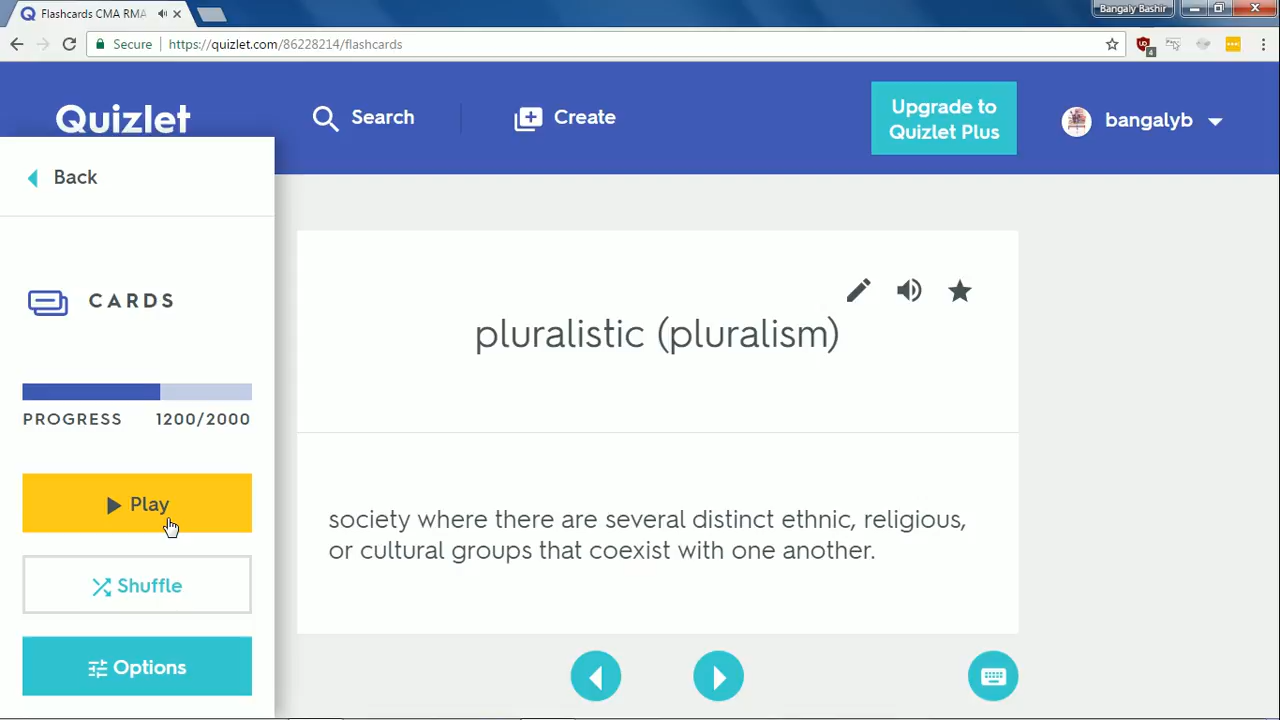 Flashcards CMA RMA
Bangaly Bashir
Secure https://quizlet.com/86228214/flashcards
4
Quizlet
Search
Create
Upgrade to
Quizlet Plus
bangalyb
Back
CARDS
PROGRESS 1200/2000
Play
Shuffle
Options
pluralistic (pluralism)
society where there are several distinct ethnic, religious,
or cultural groups that coexist with one another.